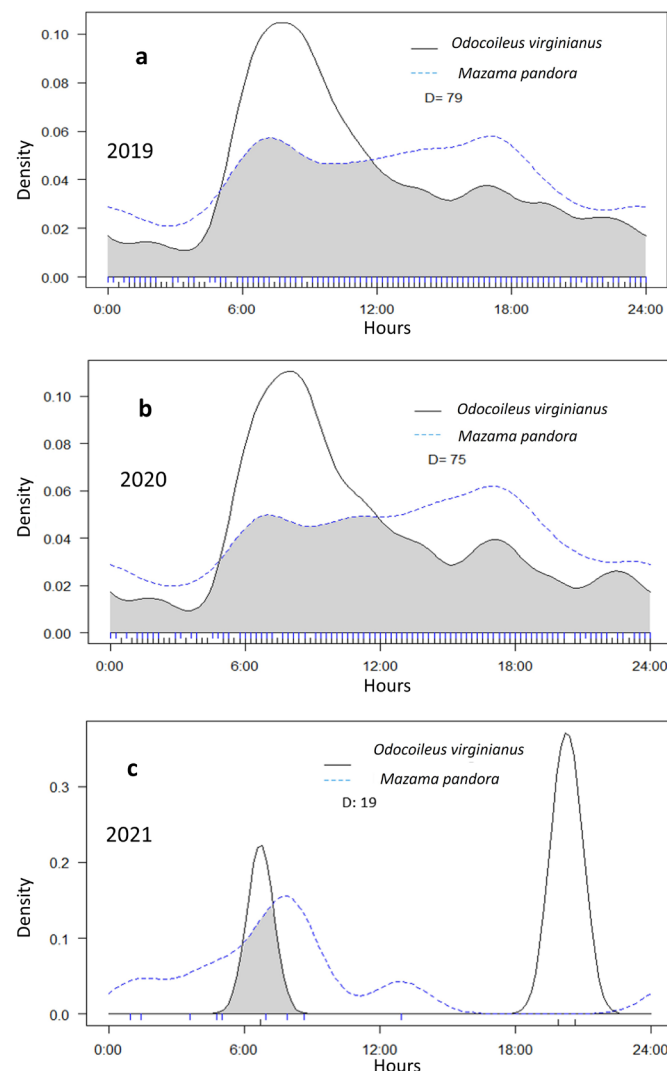 a
Odocoileus virginianus
Mazama pandora
D= 79
2019
Density
0.10
0.08
0.06
0.04
0.02
0.00
0:00 6:00 12:00 18:00 24:00
Hours
b
Odocoileus virginianus
Mazama pandora
D= 75
2020
Density
0.10
0.08
0.06
0.04
0.02
0.00
0:00 6:00 12:00 18:00 24:00
Hours
c
Odocoileus virginianus
Mazama pandora
D: 19
2021
Density
0.3
0.2
0.1
0.0
0:00 6:00 12:00 18:00 24:00
Hours